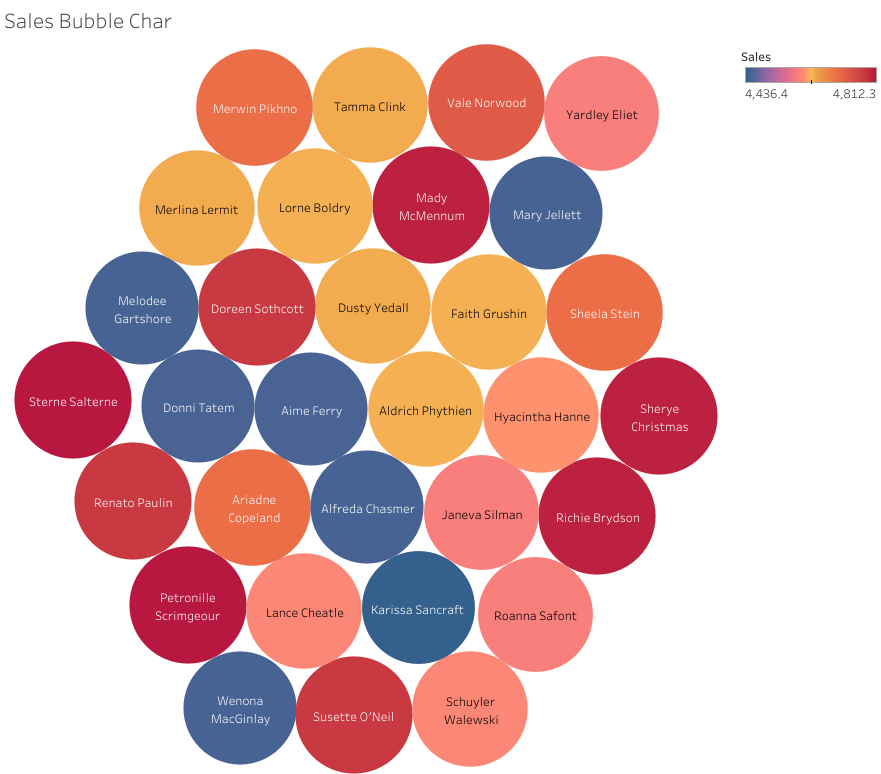 Sales Bubble Char
Sales
4,436.4 4,812.3
Merwin Pikhno
Tamma Clink
Vale Norwood
Yardley Eliet
Merlina Lermit
Lorne Boldry
Mady
McMennum
Mary Jellett
Melodee
Gartshore
Doreen Sothcott
Dusty Yedall
Faith Grushin
Sheela Stein
Sterne Salterne
Donni Tatem
Aime Ferry
Aldrich Phythien
Hyacintha Hanne
Sherye
Christmas
Renato Paulin
Ariadne
Copeland
Alfreda Chasmer
Janeva Silman
Richie Brydson
Petronille
Scrimgeour
Lance Cheatle
Karissa Sancraft
Roanna Safont
Wenona
MacGinlay
Susette O'Neil
Schuyler
Walewski